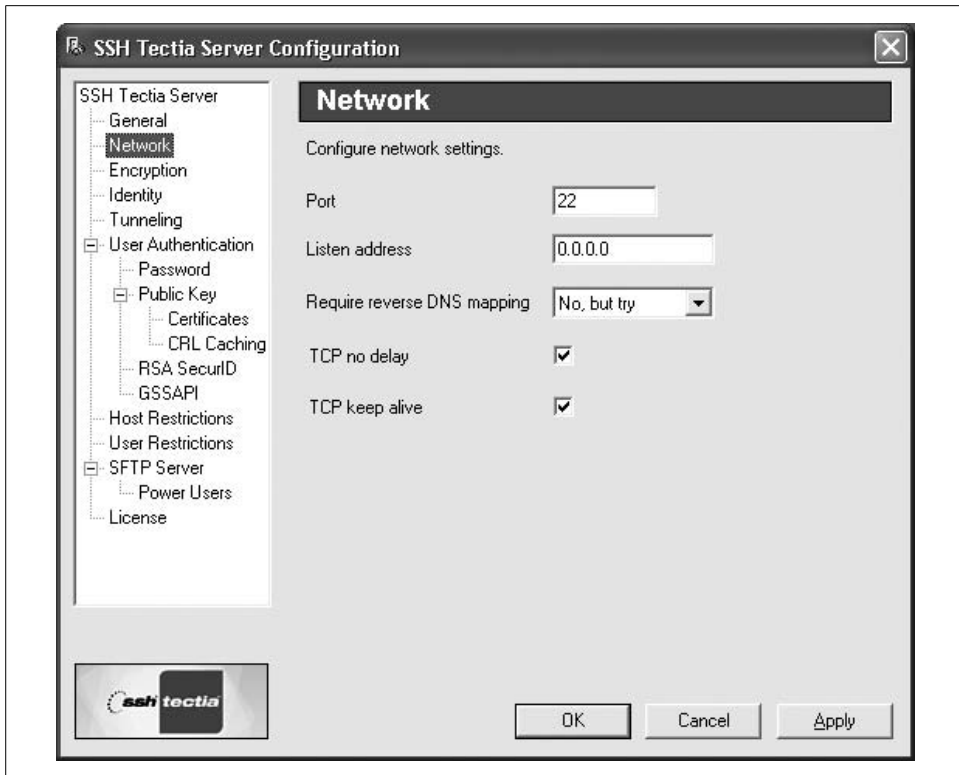 SSH Tectia Server Configuration
SSH Tectia Server
General
Network
Encryption
Identity
Tunneling
User Authentication
Password
Public Key
Certificates
CRL Caching
RSA SecurID
GSSAPI
Host Restrictions
User Restrictions
SFTP Server
Power Users
License
Network
Configure network settings.
Port 22
Listen address 0.0.0.0
Require reverse DNS mapping No, but try
TCP no delay
TCP keep alive
ssh tectia
OK Cancel Apply